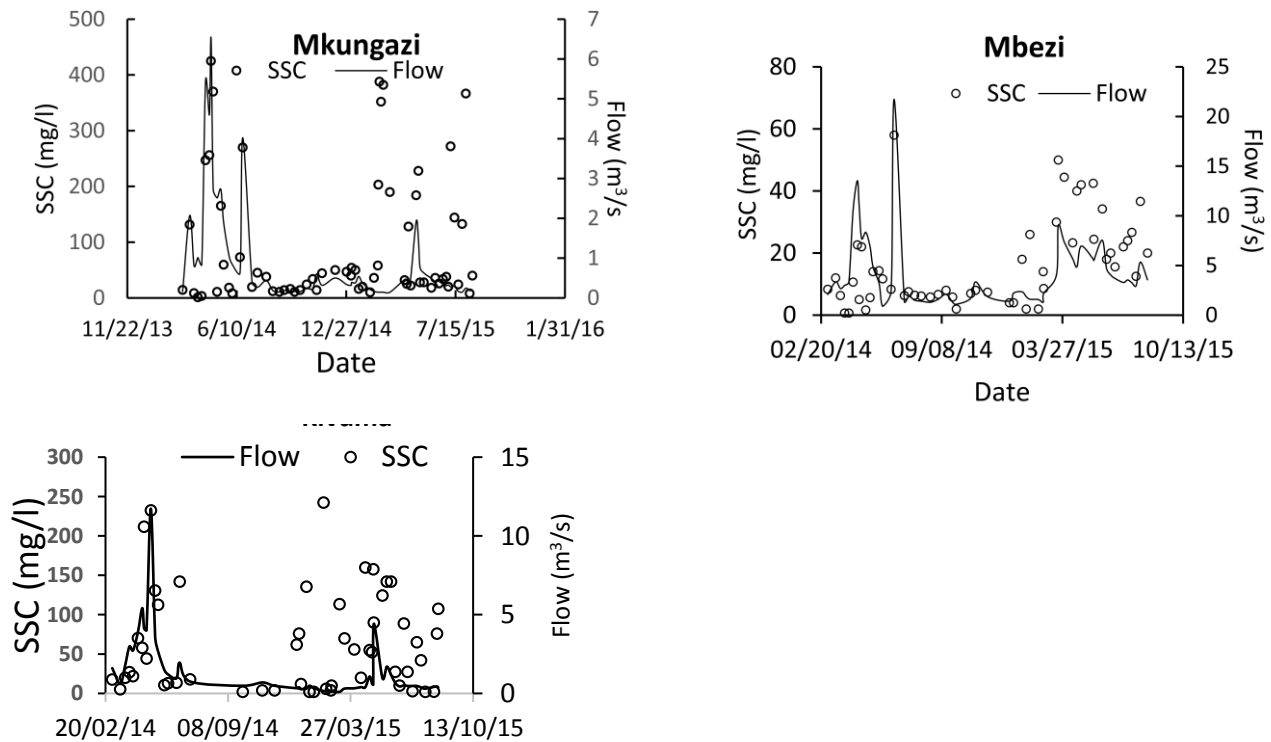 Mkungazi
SSC Flow
500
400
300
200
100
0
SSC (mg/l)
7
6
5
4
3
2
1
0
Flow (m³/s
11/22/13 6/10/14 12/27/14 7/15/15 1/31/16
Date
Mbezi
SSC Flow
80
60
40
20
0
SSC (mg/l)
25
20
15
10
5
0
Flow (m³/s)
02/20/14 09/08/14 03/27/15 10/13/15
Date
Flow SSC
300
250
200
150
100
50
0
SSC (mg/l)
15
10
5
0
Flow (m³/s)
20/02/14 08/09/14 27/03/15 13/10/15